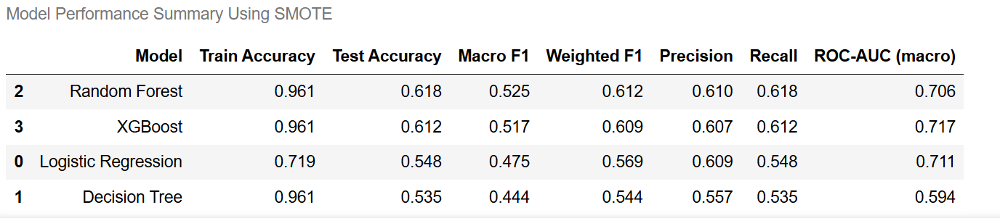 Model Performance Summary Using SMOTE
Model Train Accuracy Test Accuracy Macro F1 Weighted F1 Precision Recall ROC-AUC (macro)
2 Random Forest 0.961 0.618 0.525 0.612 0.610 0.618 0.706
3 XGBoost 0.961 0.612 0.517 0.609 0.607 0.612 0.717
0 Logistic Regression 0.719 0.548 0.475 0.569 0.609 0.548 0.711
1 Decision Tree 0.961 0.535 0.444 0.544 0.557 0.535 0.594